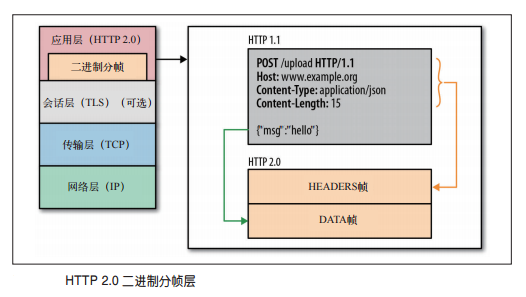 应用层（HTTP 2.0）
二进制分帧
会话层（TLS）（可选）
传输层（TCP）
网络层（IP）
HTTP 1.1
POST /upload HTTP/1.1
Host: www.example.org
Content-Type: application/json
Content-Length: 15
{"msg":"hello"}
HTTP 2.0
HEADERS帧
DATA帧
HTTP 2.0 二进制分帧层